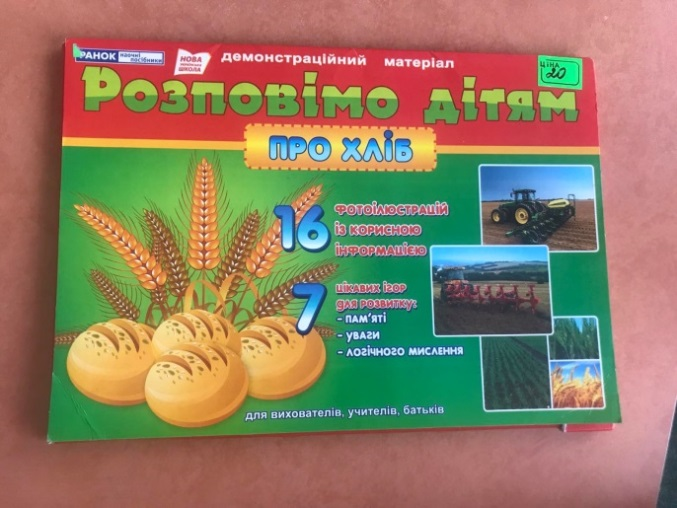 РАНОК наочні посібники
НОВА українська ШКОЛА
демонстраційний матеріал
ЦІНА
20
Розповімо дітям
ПРО ХЛІБ
16 ФОТОІЛЮСТРАЦІЙ
ІЗ КОРИСНОЮ
ІНФОРМАЦІЄЮ
7 ЦІКАВИХ ІГОР
ДЛЯ РОЗВИТКУ:
- ПАМ'ЯТІ
- УВАГИ
- ЛОГІЧНОГО МИСЛЕННЯ
для вихователів, учителів, батьків